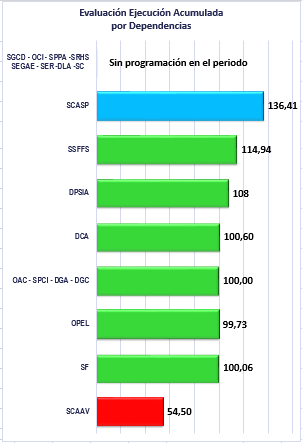 Evaluación Ejecución Acumulada
por Dependencias
SGCD - OCI - SPPA -SRHS
SEGAE - SER -DLA -SC
Sin programación en el periodo
SCASP 136,41
SSFFS 114,94
DPSIA 108
DCA 100,60
OAC - SPCI - DGA - DGC 100,00
OPEL 99,73
SF 100,06
SCAAV 54,50